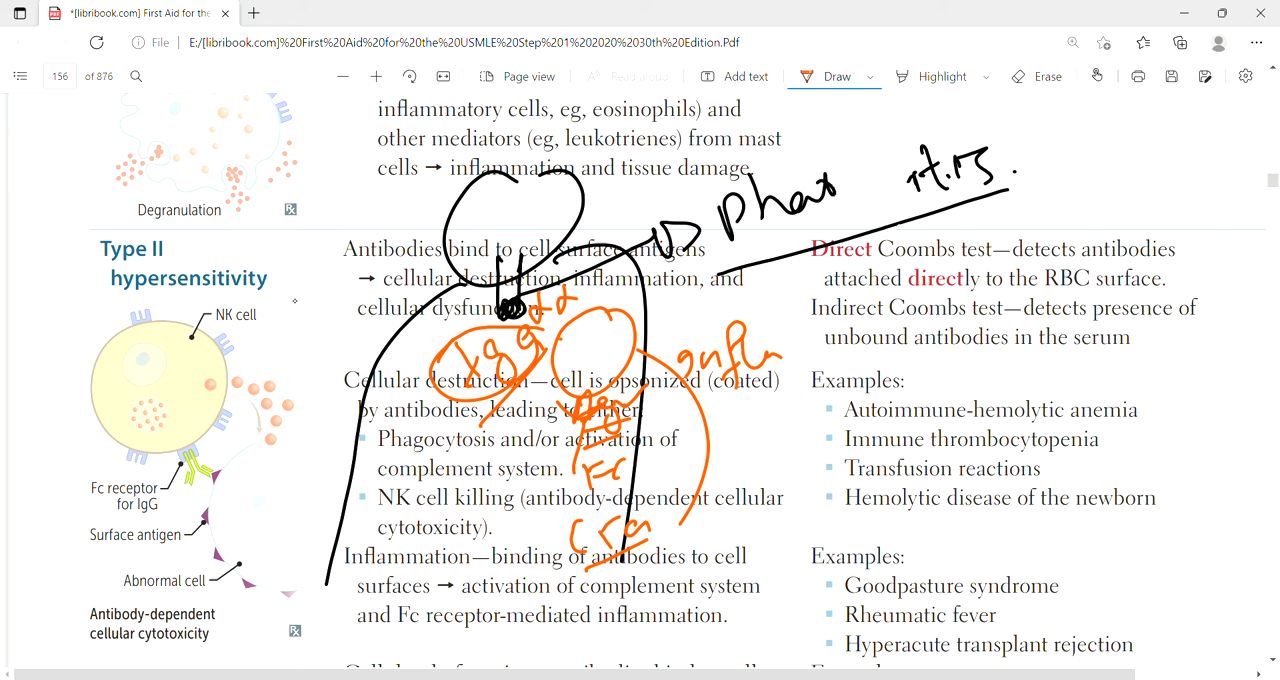 *[libribook.com] First Aid for the
File E:/[libribook.com]%20First%20Aid%20for%20the%20USMLE%20Step%201%202020%2030th%20Edition.Pdf
156 of 876 Page view Read aloud Add text Draw Highlight Erase
inflammatory cells, eg, eosinophils) and
other mediators (eg, leukotrienes) from mast
cells → inflammation and tissue damage.
Degranulation
Rx
Type II
hypersensitivity
NK cell
Fc receptor
for IgG
Surface antigen
Abnormal cell
Antibody-dependent
cellular cytotoxicity
Rx
Antibodies bind to cell surface antigens
→ cellular destruction, inflammation, and
cellular dysfunction.
Cellular destruction—cell is opsonized (coated)
by antibodies, leading to either:
Phagocytosis and/or activation of
complement system.
NK cell killing (antibody-dependent cellular
cytotoxicity).
Inflammation—binding of antibodies to cell
surfaces → activation of complement system
and Fc receptor-mediated inflammation.
Direct Coombs test—detects antibodies
attached directly to the RBC surface.
Indirect Coombs test—detects presence of
unbound antibodies in the serum
Examples:
Autoimmune-hemolytic anemia
Immune thrombocytopenia
Transfusion reactions
Hemolytic disease of the newborn
Examples:
Goodpasture syndrome
Rheumatic fever
Hyperacute transplant rejection